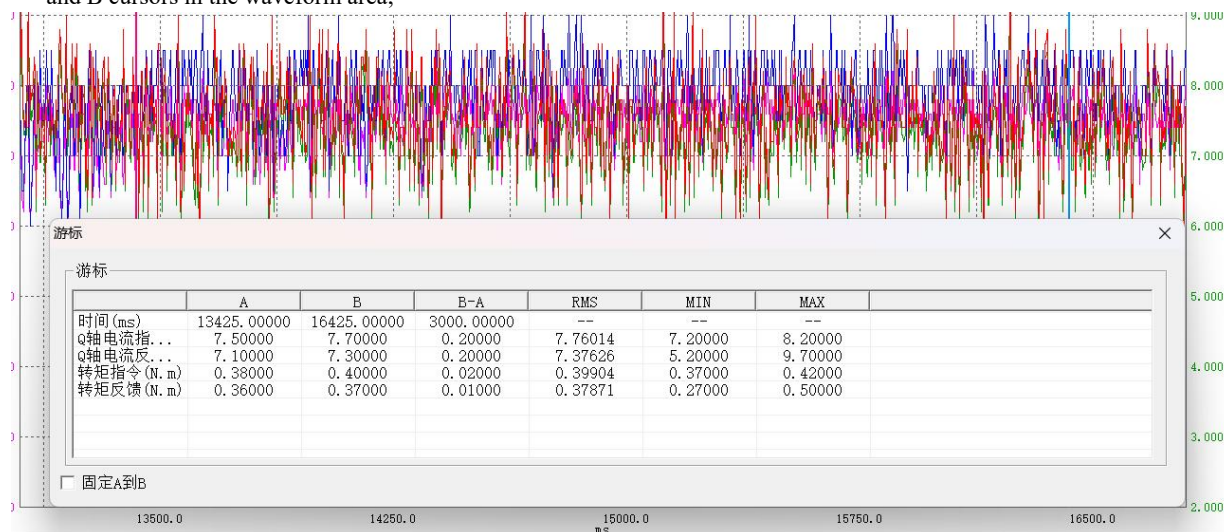 and B cursors in the waveform area;
9.000
8.000
7.000
6.000
游标
游标
5.000
A B B-A RMS MIN MAX
时间(ms) 13425.00000 16425.00000 3000.00000 -- -- --
Q轴电流指... 7.50000 7.70000 0.20000 7.76014 7.20000 8.20000
Q轴电流反... 7.10000 7.30000 0.20000 7.37626 5.20000 9.70000
转矩指令(N.m) 0.38000 0.40000 0.02000 0.39904 0.37000 0.42000
4.000
转矩反馈(N.m) 0.36000 0.37000 0.01000 0.37871 0.27000 0.50000
3.000
固定A到B
2.000
13500.0 14250.0 15000.0 15750.0 16500.0
ms